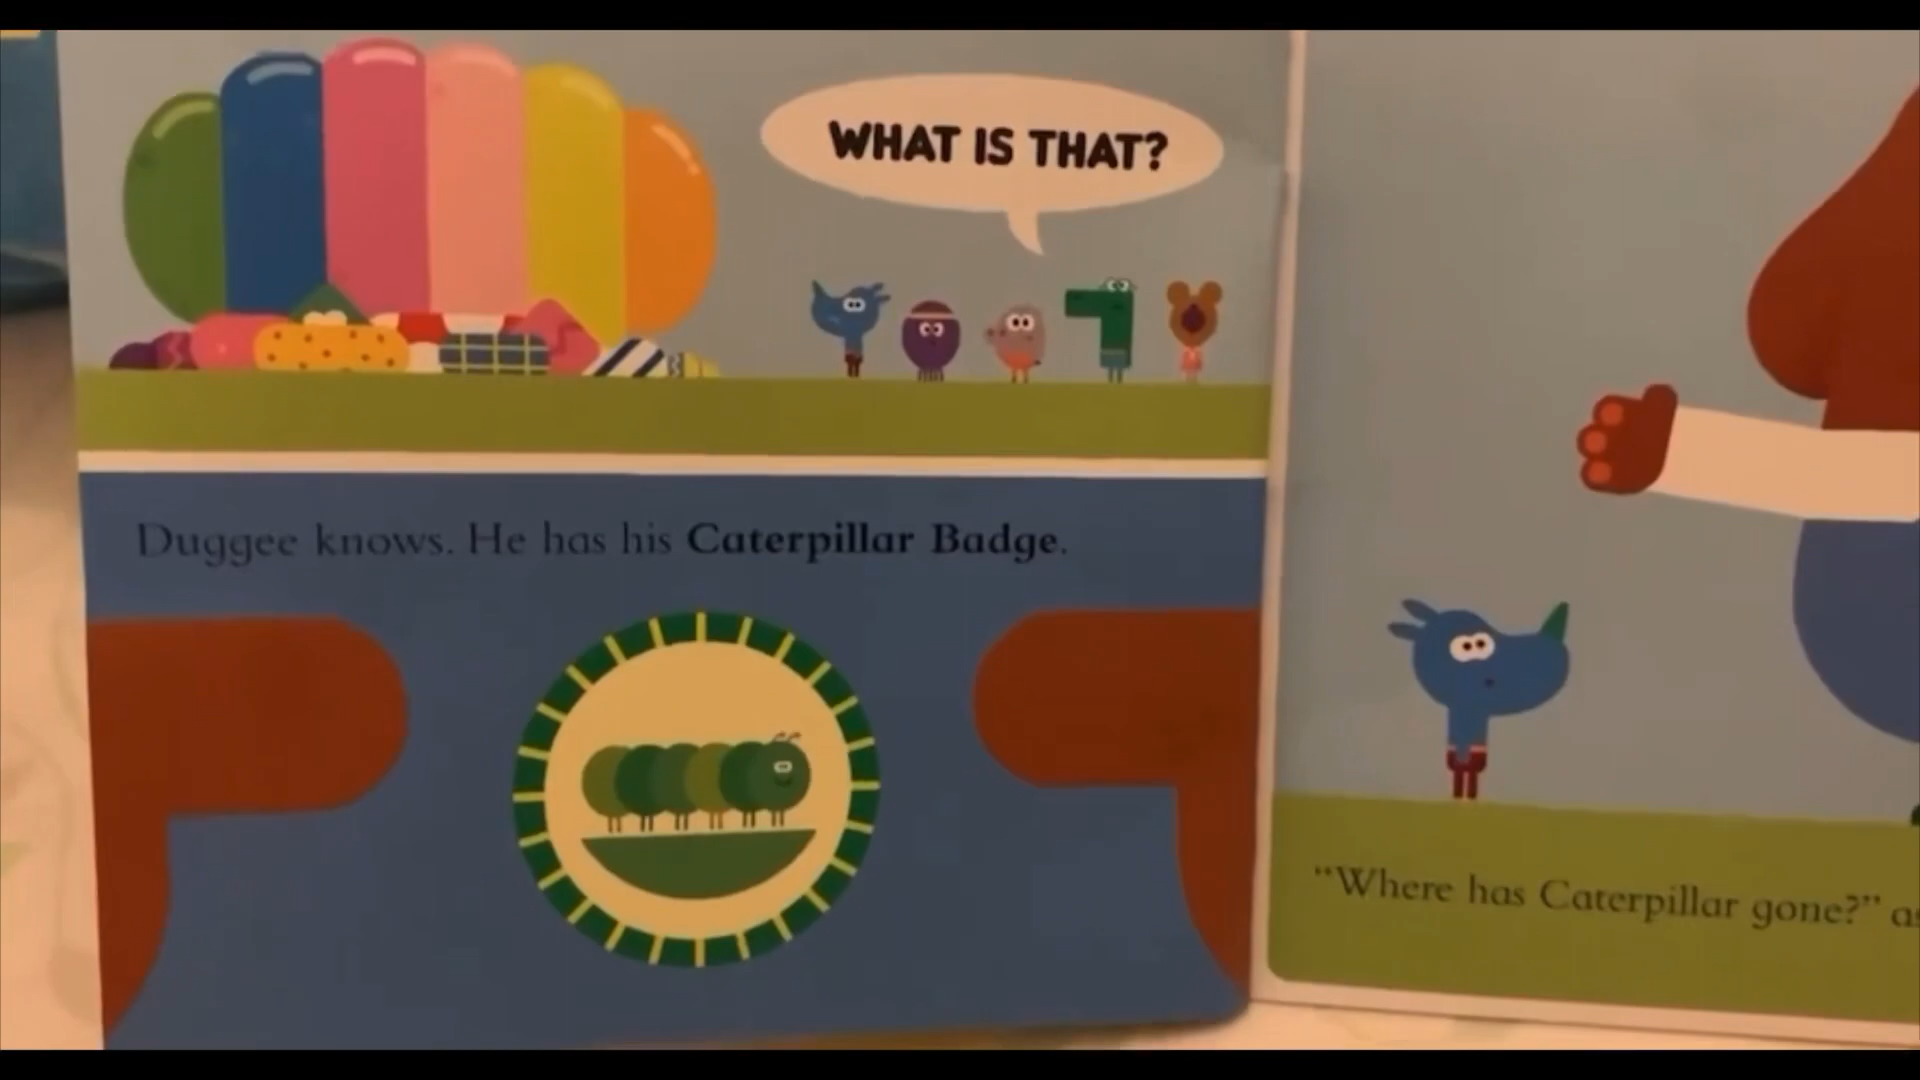 WHAT IS THAT?
Duggee knows. He has his Caterpillar Badge.
“Where has Caterpillar gone?”